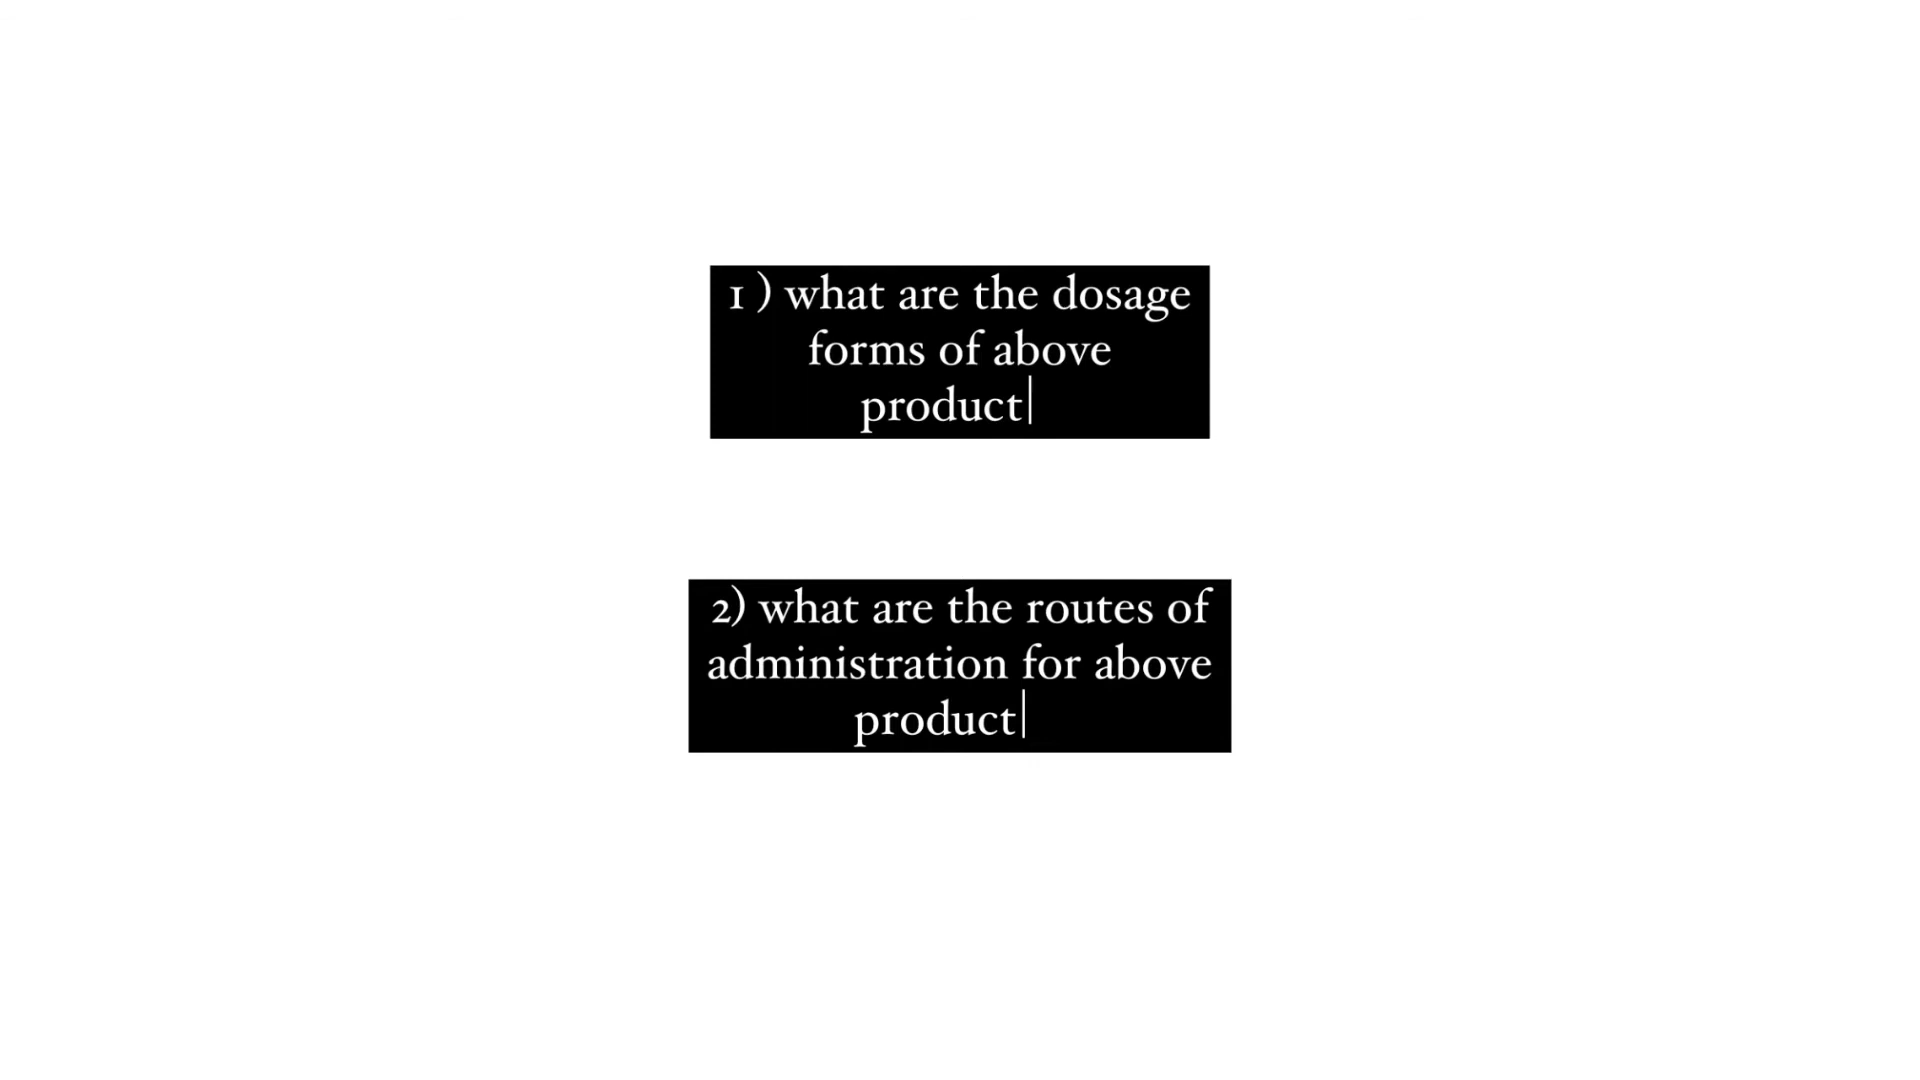 1 ) what are the dosage
forms of above
product
2) what are the routes of
administration for above
product